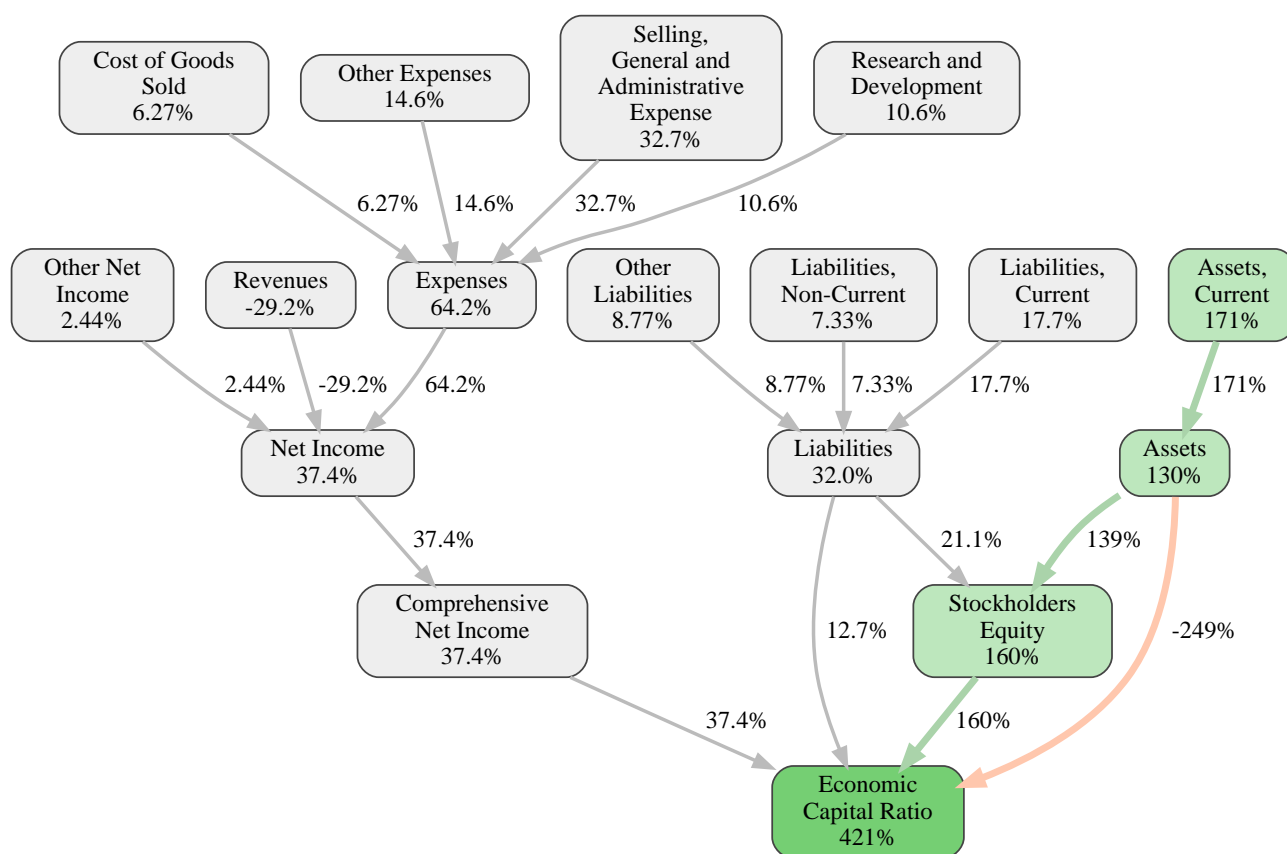 Cost of Goods
Sold
6.27%
Other Expenses
14.6%
Selling,
General and
Administrative
Expense
32.7%
Research and
Development
10.6%
6.27%
14.6%
32.7%
10.6%
Other Net
Income
2.44%
Revenues
-29.2%
Expenses
64.2%
Other
Liabilities
8.77%
Liabilities,
Non-Current
7.33%
Liabilities,
Current
17.7%
Assets,
Current
171%
2.44%
-29.2%
64.2%
8.77%
7.33%
17.7%
171%
Net Income
37.4%
Liabilities
32.0%
Assets
130%
37.4%
21.1%
139%
Comprehensive
Net Income
37.4%
12.7%
Stockholders
Equity
160%
-249%
37.4%
160%
Economic
Capital Ratio
421%